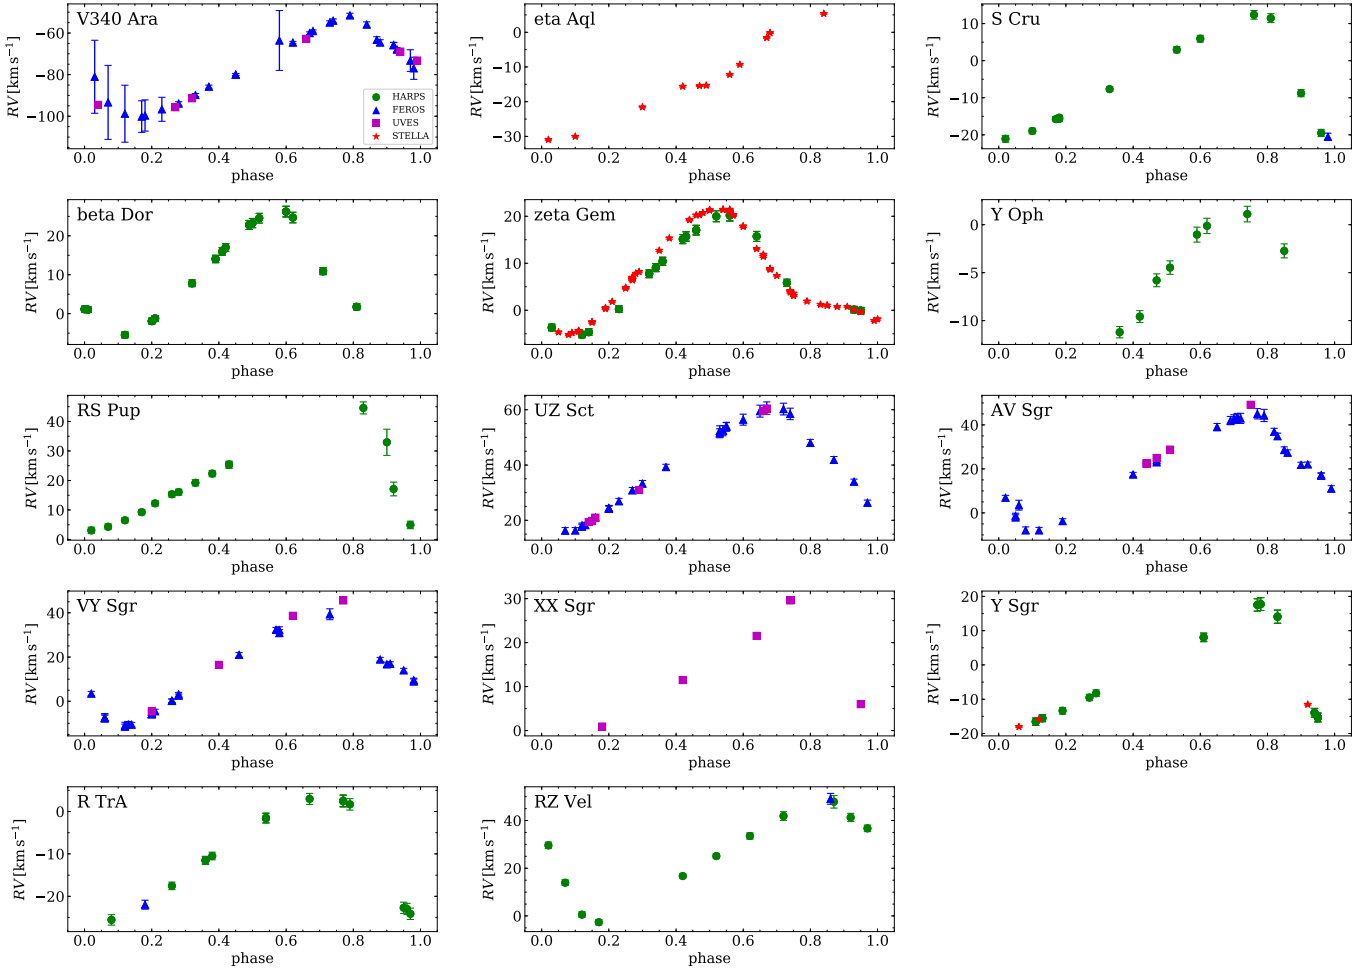 V340 Ara
−60
−80
−100
RV [km s−1]
0.0 0.2 0.4 0.6 0.8 1.0
phase
HARPS
FEROS
UVES
STELLA
eta Aql
0
−10
−20
−30
RV [km s−1]
0.0 0.2 0.4 0.6 0.8 1.0
phase
S Cru
10
0
−10
−20
RV [km s−1]
0.0 0.2 0.4 0.6 0.8 1.0
phase
beta Dor
20
10
0
RV [km s−1]
0.0 0.2 0.4 0.6 0.8 1.0
phase
zeta Gem
20
10
0
RV [km s−1]
0.0 0.2 0.4 0.6 0.8 1.0
phase
Y Oph
0
−5
−10
RV [km s−1]
0.0 0.2 0.4 0.6 0.8 1.0
phase
RS Pup
40
30
20
10
0
RV [km s−1]
0.0 0.2 0.4 0.6 0.8 1.0
phase
UZ Sct
60
40
20
RV [km s−1]
0.0 0.2 0.4 0.6 0.8 1.0
phase
AV Sgr
40
20
0
RV [km s−1]
0.0 0.2 0.4 0.6 0.8 1.0
phase
VY Sgr
40
20
0
RV [km s−1]
0.0 0.2 0.4 0.6 0.8 1.0
phase
XX Sgr
30
20
10
0
RV [km s−1]
0.0 0.2 0.4 0.6 0.8 1.0
phase
Y Sgr
20
10
0
−10
−20
RV [km s−1]
0.0 0.2 0.4 0.6 0.8 1.0
phase
R TrA
0
−10
−20
RV [km s−1]
0.0 0.2 0.4 0.6 0.8 1.0
phase
RZ Vel
40
20
0
RV [km s−1]
0.0 0.2 0.4 0.6 0.8 1.0
phase